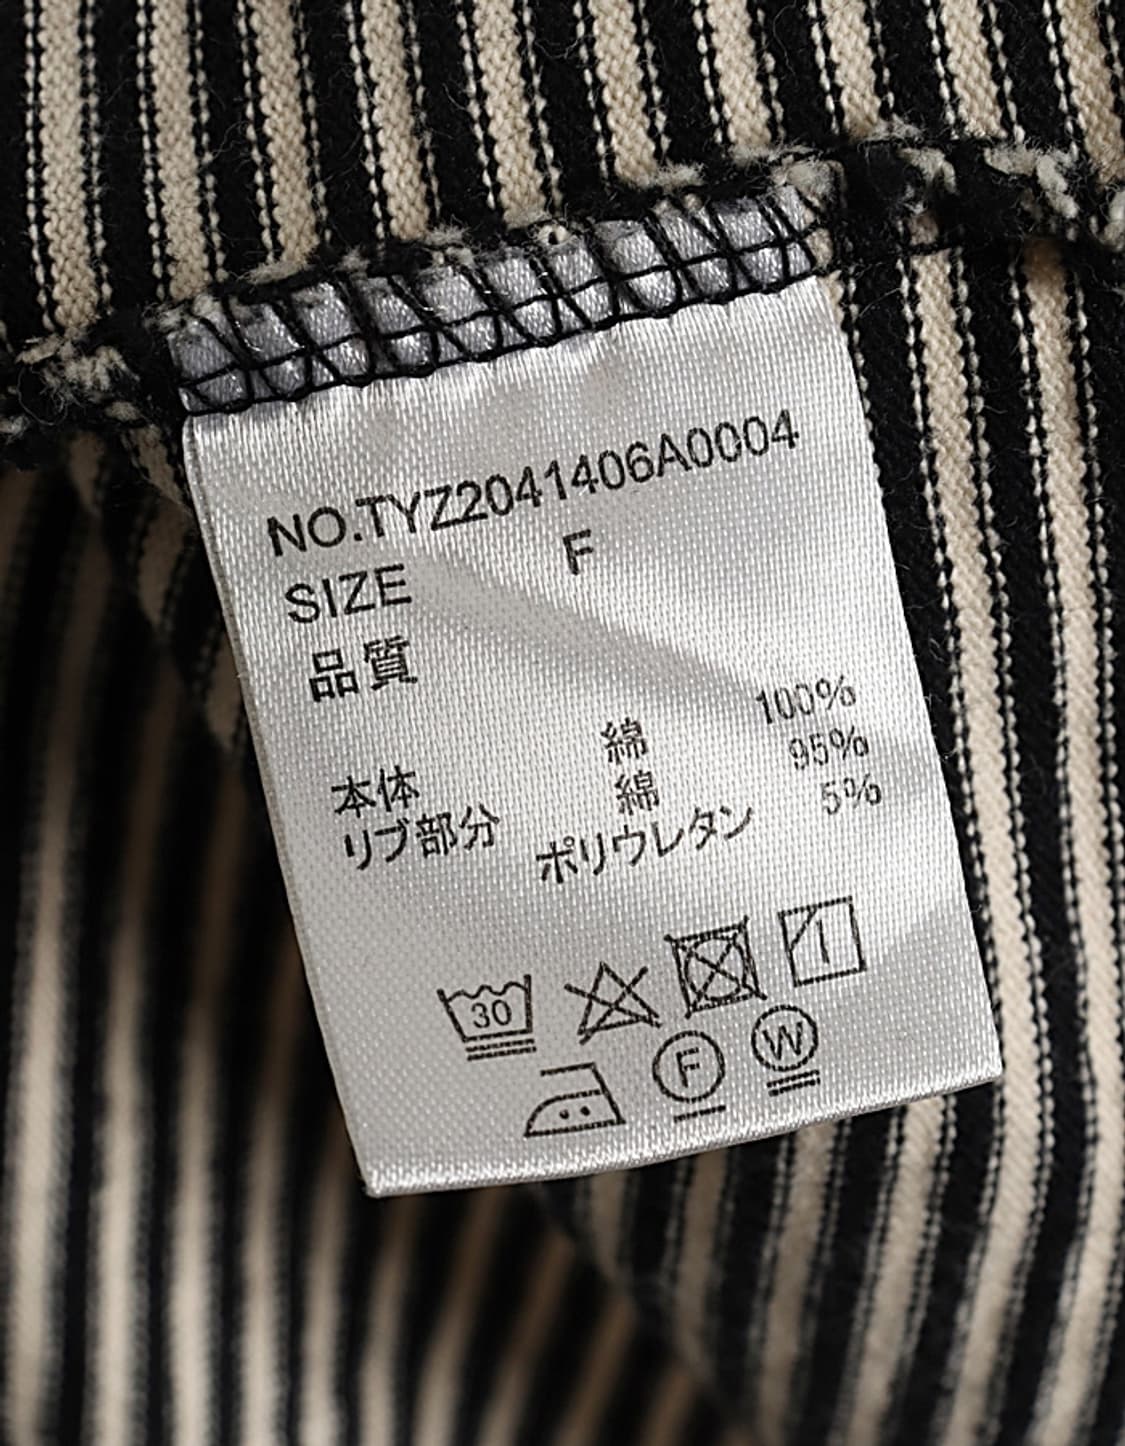 NO.TYZ2041406A0004
SIZE F
品質
本体 綿 100%
リブ部分 綿 95%
ポリウレタン 5%
30
F W